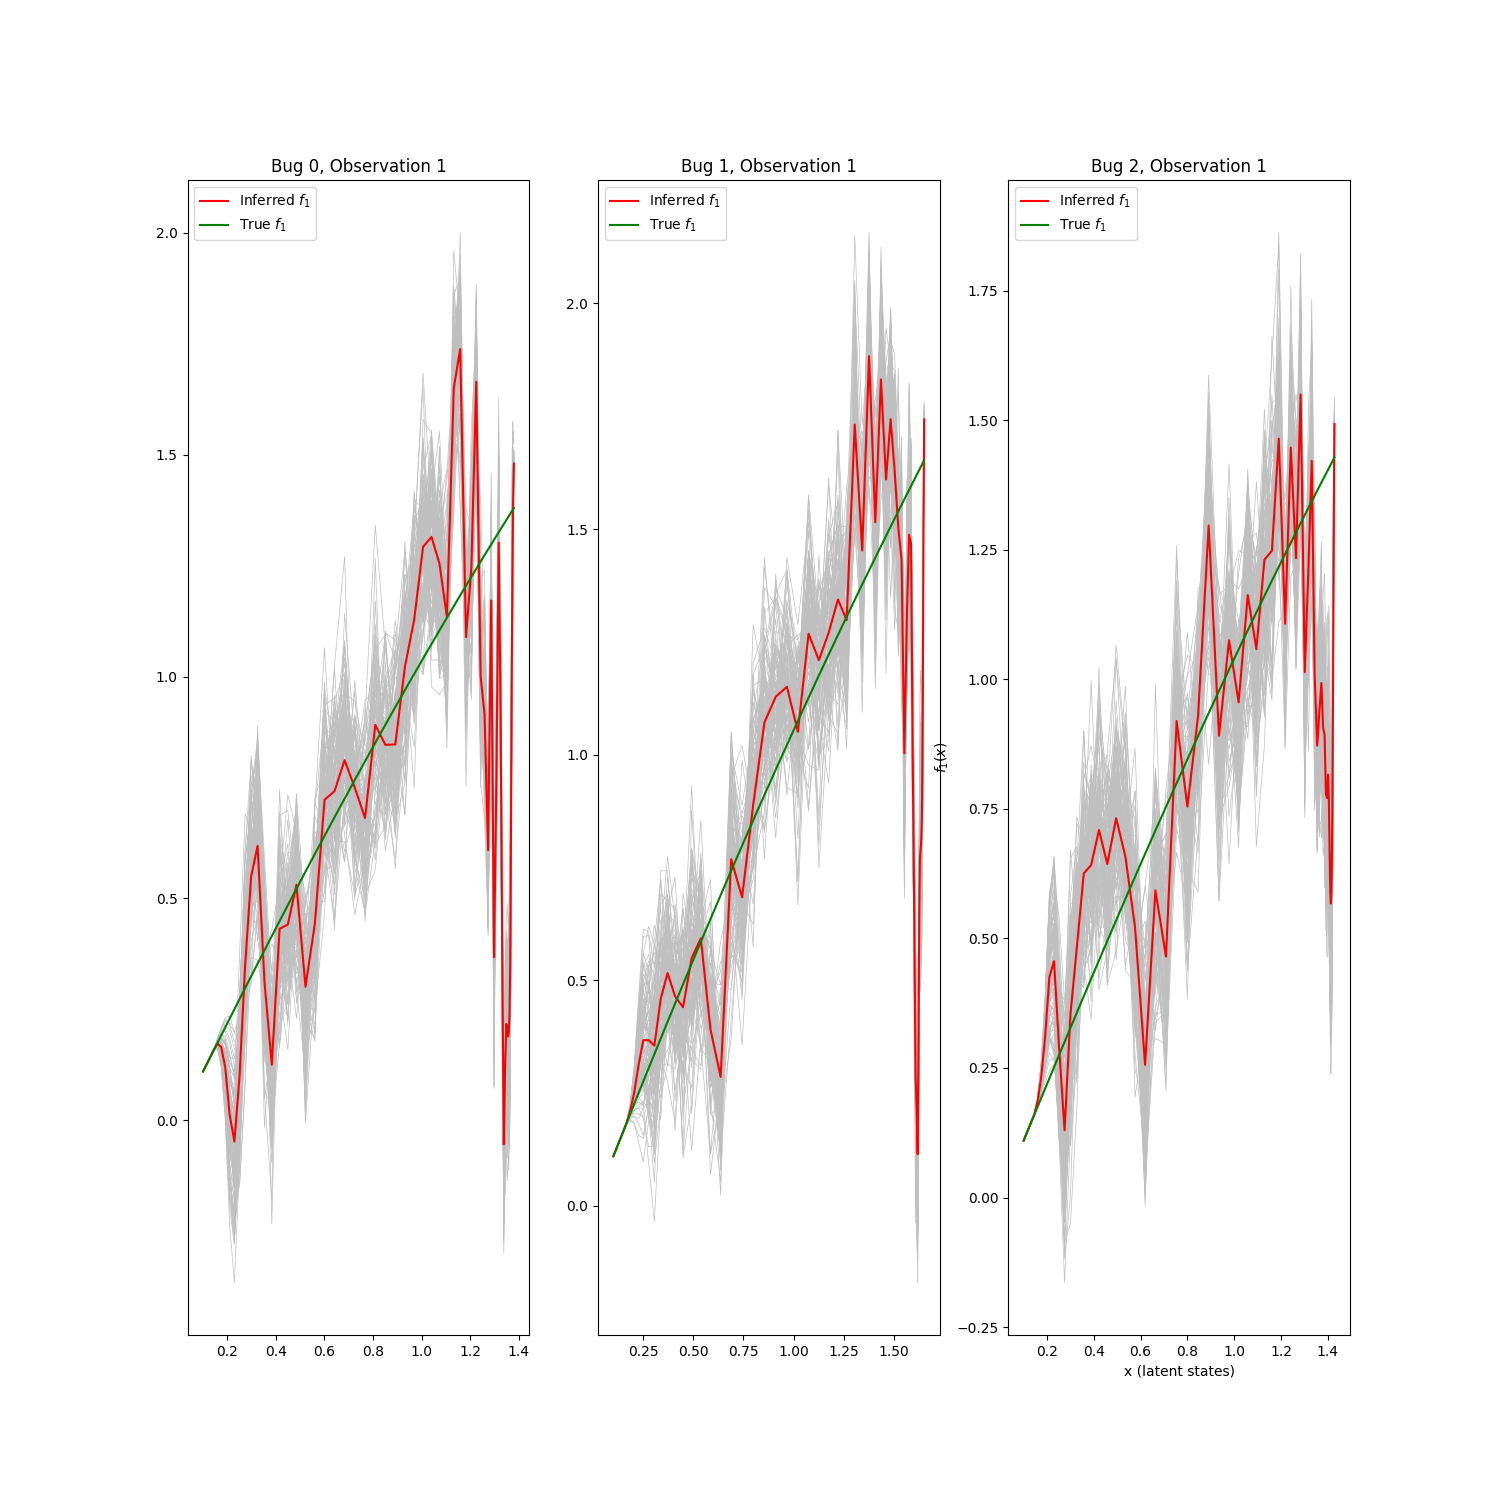 Bug 0, Observation 1
Inferred f₁
True f₁
2.0
1.5
1.0
0.5
0.0
0.2 0.4 0.6 0.8 1.0 1.2 1.4
Bug 1, Observation 1
Inferred f₁
True f₁
2.0
1.5
1.0
0.5
0.0
0.25 0.50 0.75 1.00 1.25 1.50
Bug 2, Observation 1
Inferred f₁
True f₁
f₁(x)
1.75
1.50
1.25
1.00
0.75
0.50
0.25
0.00
−0.25
0.2 0.4 0.6 0.8 1.0 1.2 1.4
x (latent states)